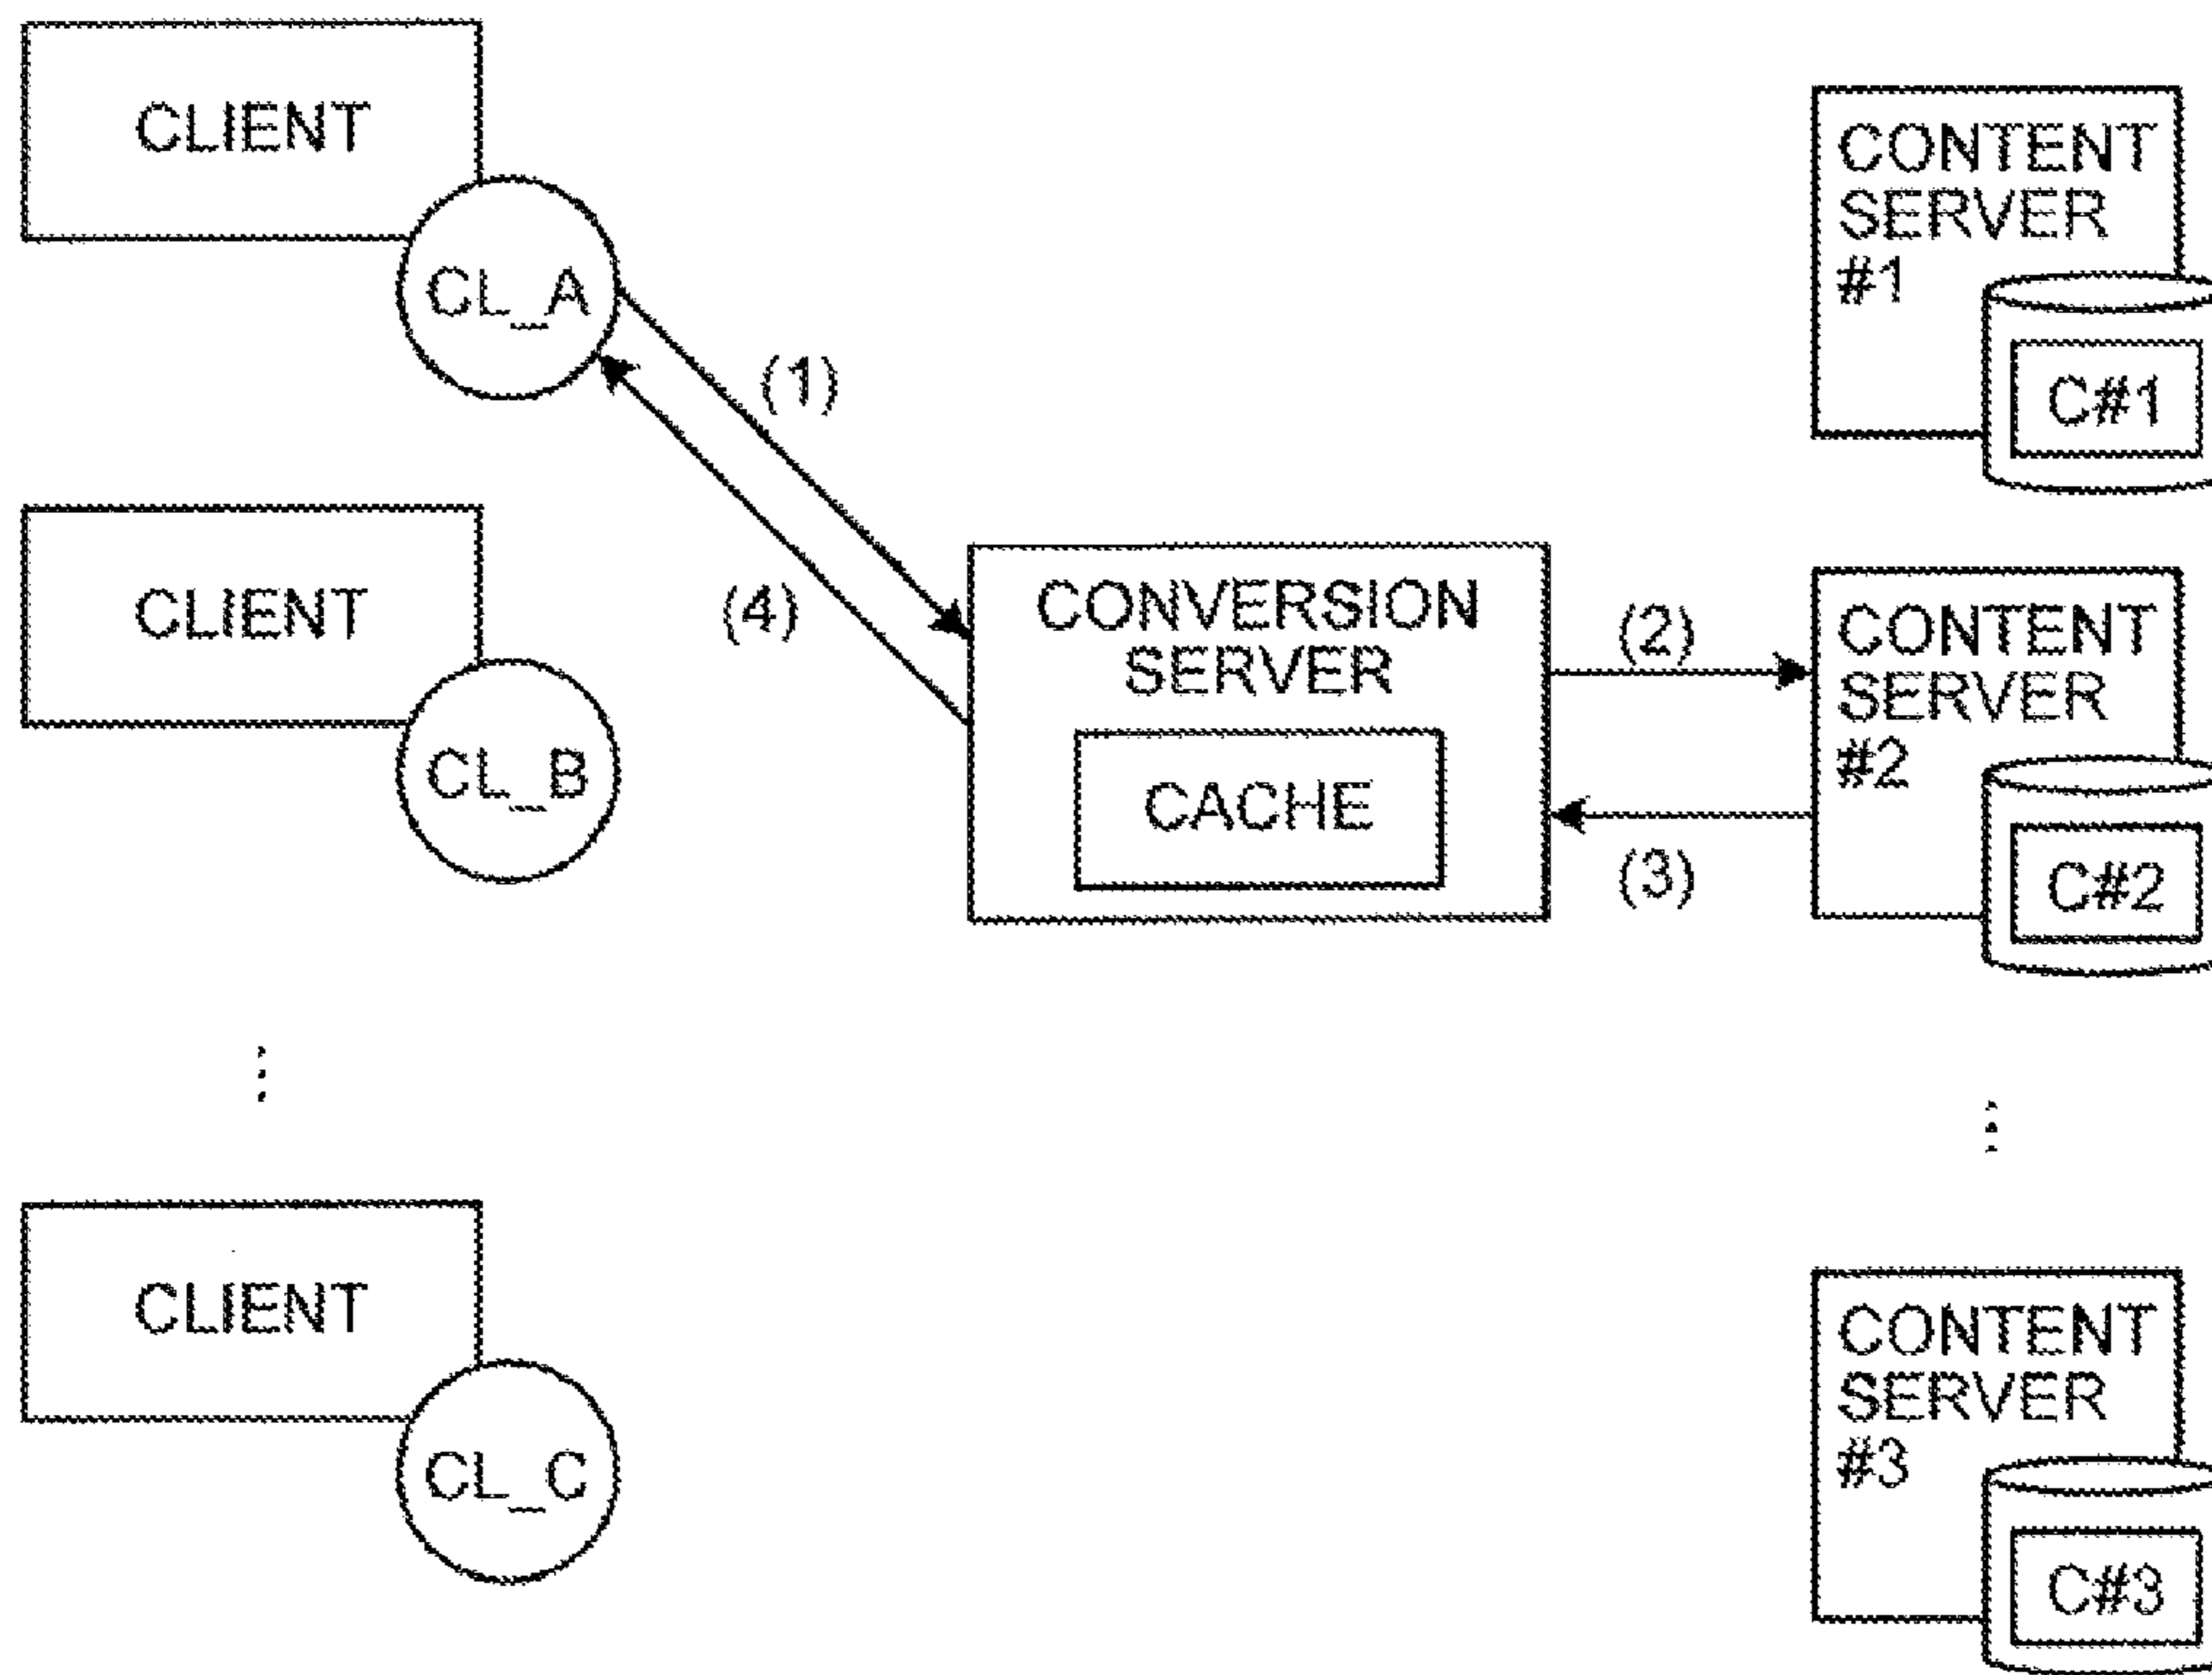 CLIENT
CL_A
(1)
(4)
CLIENT
CL_B
CONVERSION
SERVER
CACHE
(2)
(3)
CONTENT
SERVER
#1
C#1
CONTENT
SERVER
#2
C#2
CLIENT
CL_C
CONTENT
SERVER
#3
C#3